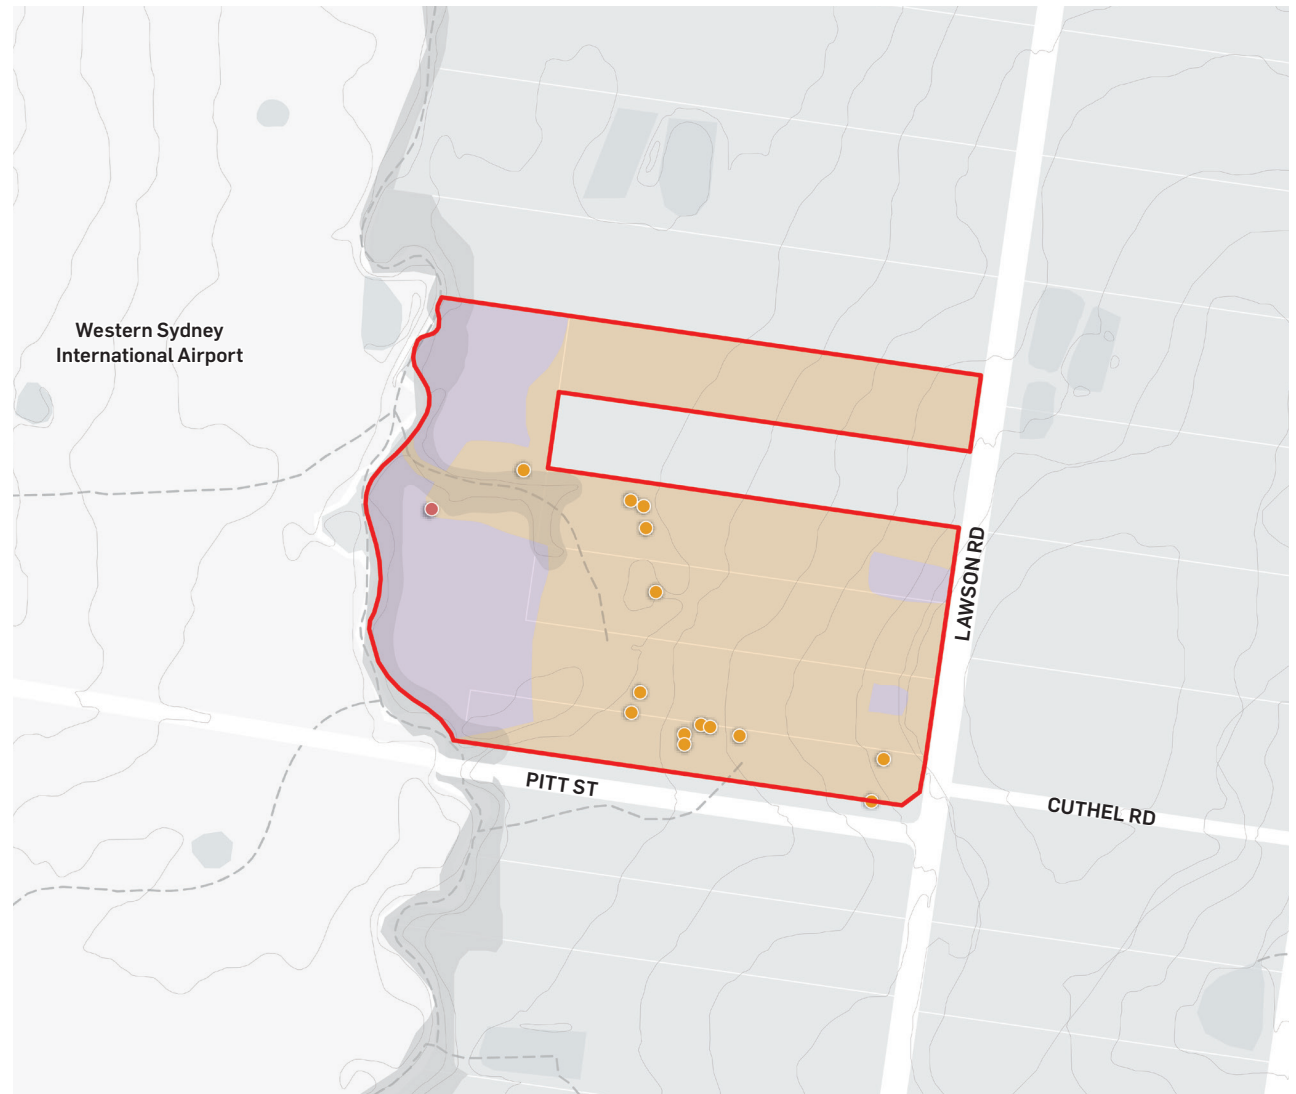 Western Sydney
International Airport
LAWSON RD
PITT ST
CUTHEL RD